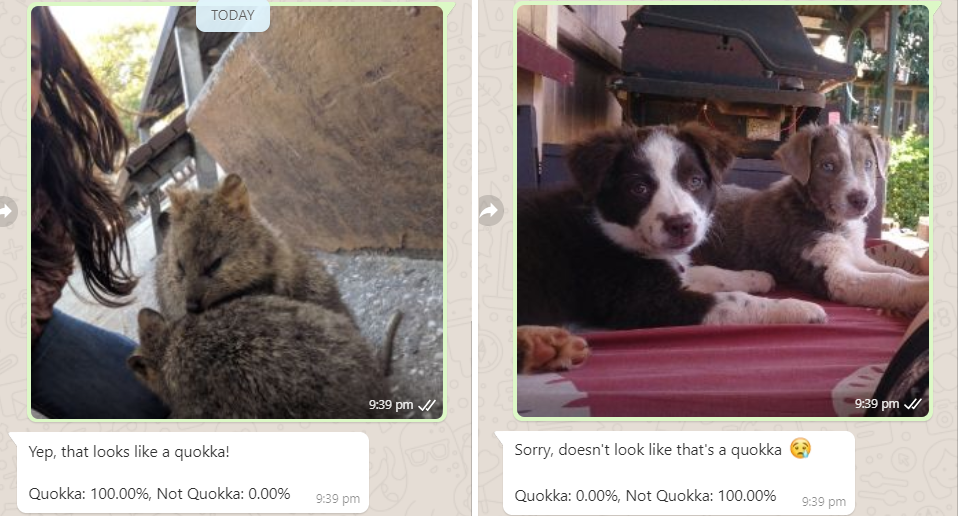 TODAY
9:39 pm
Yep, that looks like a quokka!
Quokka: 100.00%, Not Quokka: 0.00%
9:39 pm
9:39 pm
Sorry, doesn't look like that's a quokka 😢
Quokka: 0.00%, Not Quokka: 100.00%
9:39 pm